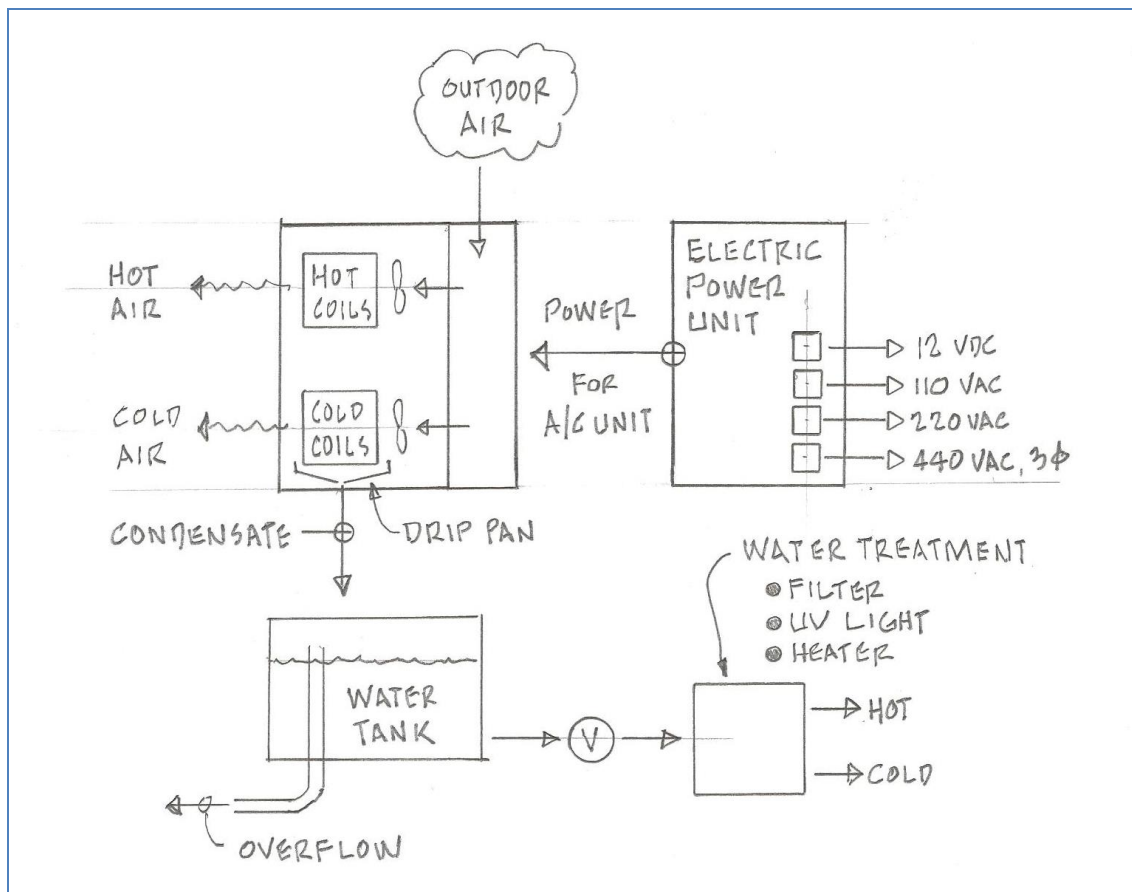 OUTDOOR
AIR
HOT
AIR
HOT
COILS
COLD
AIR
COLD
COILS
POWER
FOR
A/C UNIT
ELECTRIC
POWER
UNIT
12 VDC
110 VAC
220 VAC
440 VAC, 3ϕ
CONDENSATE
DRIP PAN
WATER TREATMENT
● FILTER
● UV LIGHT
● HEATER
WATER
TANK
V
HOT
COLD
OVERFLOW